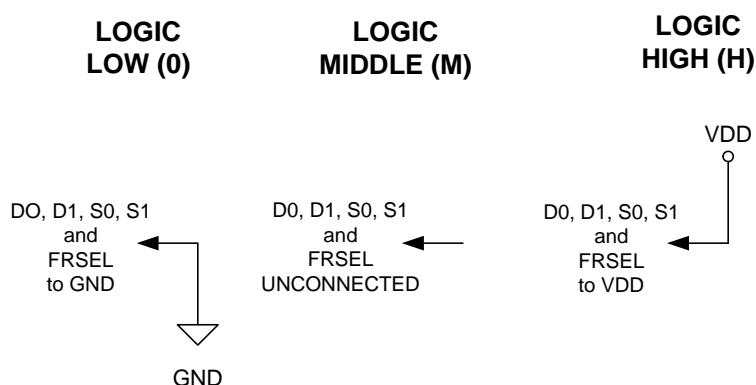 LOGIC
LOW (0)
LOGIC
MIDDLE (M)
LOGIC
HIGH (H)
VDD
DO, D1, S0, S1
and
FRSEL
to GND
D0, D1, S0, S1
and
FRSEL
UNCONNECTED
D0, D1, S0, S1
and
FRSEL
to VDD
GND